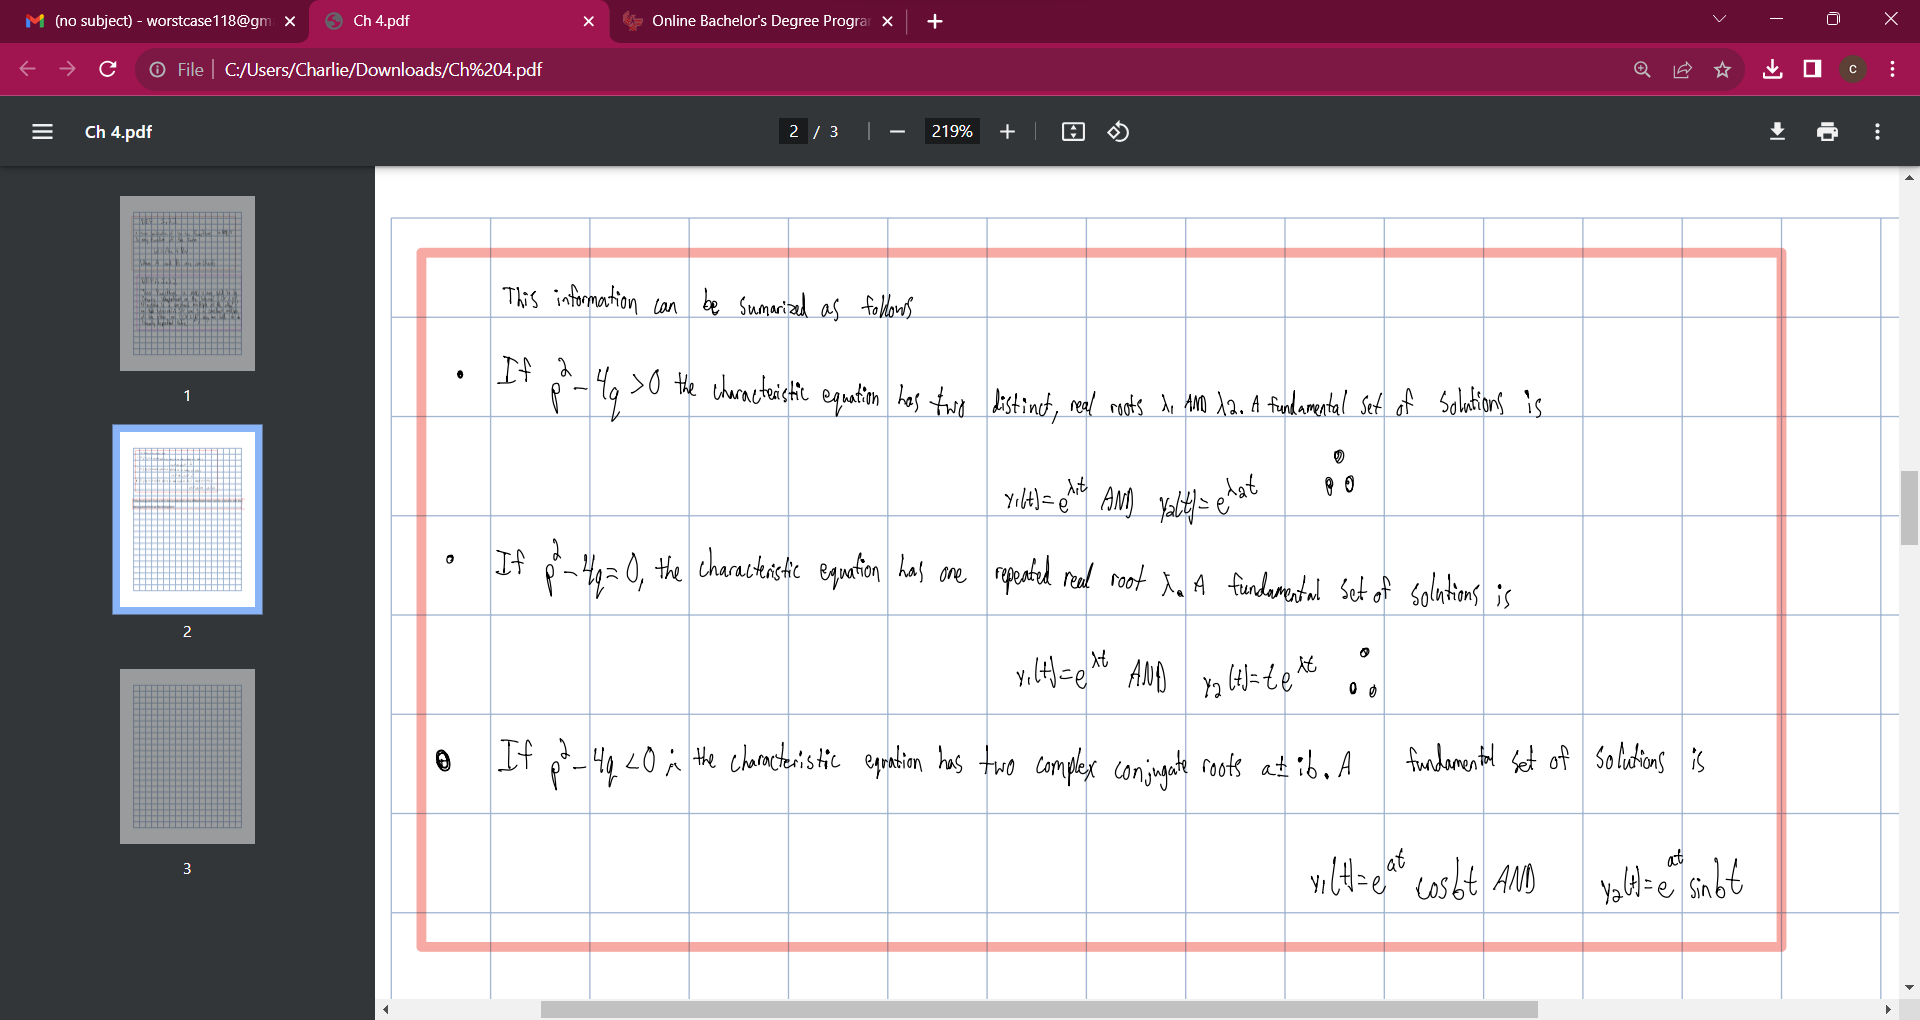 (no subject) - worstcase118@gm
Ch 4.pdf
Online Bachelor's Degree Progra
File | C:/Users/Charlie/Downloads/Ch%204.pdf
c
Ch 4.pdf
2 / 3
219%
1
2
3
This information can be sumarized as follows
• If p²-4q>0 the characteristic equation has two distinct, real roots λ₁ AND λ2. A fundamental set of solutions is
y₁(t)=e^λ₁t AND y₂(t)=e^λ₂t
• If p²-4q=0, the characteristic equation has one repeated real root λ. A fundamental set of solutions is
y₁(t)=e^λt AND y₂(t)=te^λt
• If p²-4q<0 the characteristic equation has two complex conjugate roots a±ib. A fundamental set of solutions is
y₁(t)=e^at cosbt AND y₂(t)=e^at sinbt